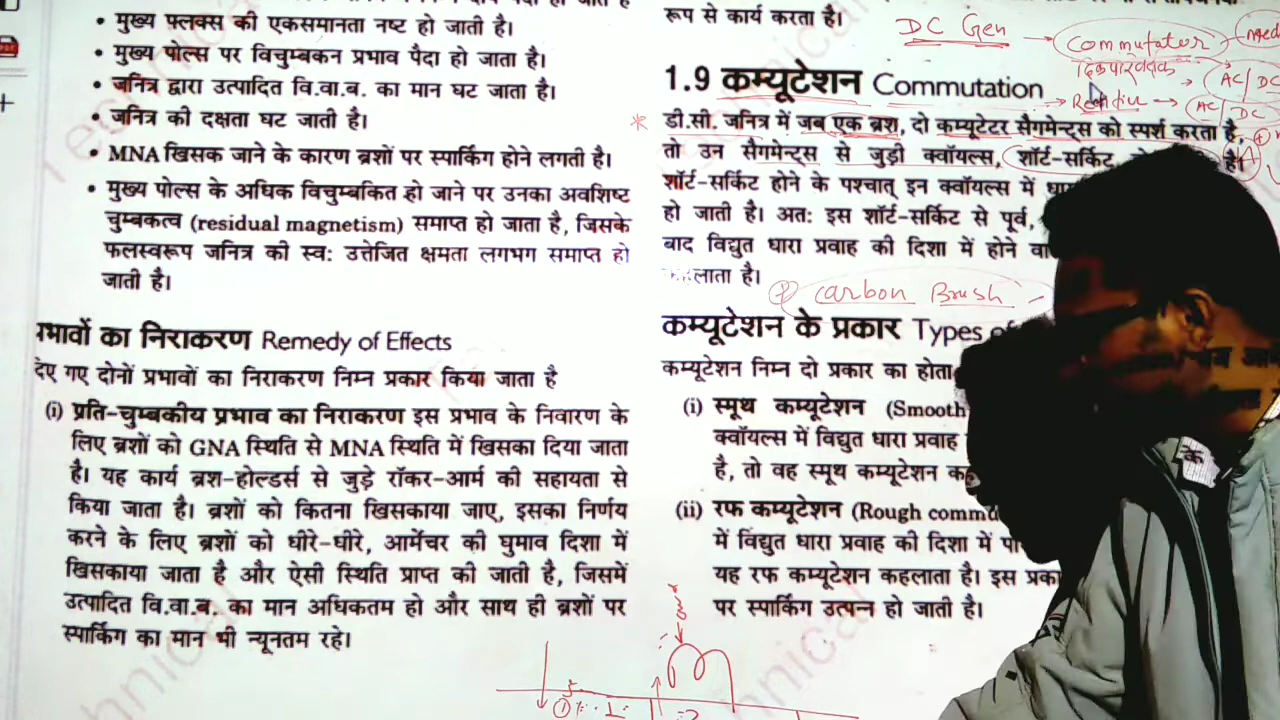 • मुख्य फ्लक्स की एकसमानता नष्ट हो जाती है।
• मुख्य पोल्स पर विचुम्बकन प्रभाव पैदा हो जाता है।
• जनित्र द्वारा उत्पादित वि.वा.ब. का मान घट जाता है।
• जनित्र की दक्षता घट जाती है।
• MNA खिसक जाने के कारण ब्रशों पर स्पार्किंग होने लगती है।
• मुख्य पोल्स के अधिक विचुम्बकित हो जाने पर उनका अवशिष्ट
चुम्बकत्व (residual magnetism) समाप्त हो जाता है, जिसके
फलस्वरूप जनित्र की स्व: उत्तेजित क्षमता लगभग समाप्त हो
जाती है।
प्रभावों का निराकरण Remedy of Effects
दिए गए दोनों प्रभावों का निराकरण निम्न प्रकार किया जाता है
(i) प्रति-चुम्बकीय प्रभाव का निराकरण इस प्रभाव के निवारण के
लिए ब्रशों को GNA स्थिति से MNA स्थिति में खिसका दिया जाता
है। यह कार्य ब्रश-होल्डर्स से जुड़े रॉकर-आर्म की सहायता से
किया जाता है। ब्रशों को कितना खिसकाया जाए, इसका निर्णय
करने के लिए ब्रशों को धीरे-धीरे, आर्मेचर की घुमाव दिशा में
खिसकाया जाता है और ऐसी स्थिति प्राप्त की जाती है, जिसमें
उत्पादित वि.वा.ब. का मान अधिकतम हो और साथ ही ब्रशों पर
स्पार्किंग का मान भी न्यूनतम रहे।
रूप से कार्य करता है।
DC Gen Commutator
दिकपरिवर्तक AC/DC
AC/DC
1.9 कम्यूटेशन Commutation
डी.सी. जनित्र में जब एक ब्रश, दो कम्यूटेटर सैगमेन्ट्स को स्पर्श करता है,
तो उन सैगमेन्ट्स से जुड़ी क्वॉयल्स, शॉर्ट-सर्किट है।
शॉर्ट-सर्किट होने के पश्चात् इन क्वॉयल्स में
हो जाती है। अत: इस शॉर्ट-सर्किट से पूर्व,
बाद विद्युत धारा प्रवाह की दिशा में होने
कहलाता है।
carbon Brush
कम्यूटेशन के प्रकार Types of
कम्यूटेशन निम्न दो प्रकार का होता
(i) स्मूथ कम्यूटेशन (Smooth
क्वॉयल्स में विद्युत धारा प्रवाह
है, तो वह स्मूथ कम्यूटेशन
(ii) रफ कम्यूटेशन (Rough
में विद्युत धारा प्रवाह की दिशा में
यह रफ कम्यूटेशन कहलाता है। इस
पर स्पार्किंग उत्पन्न हो जाती है।